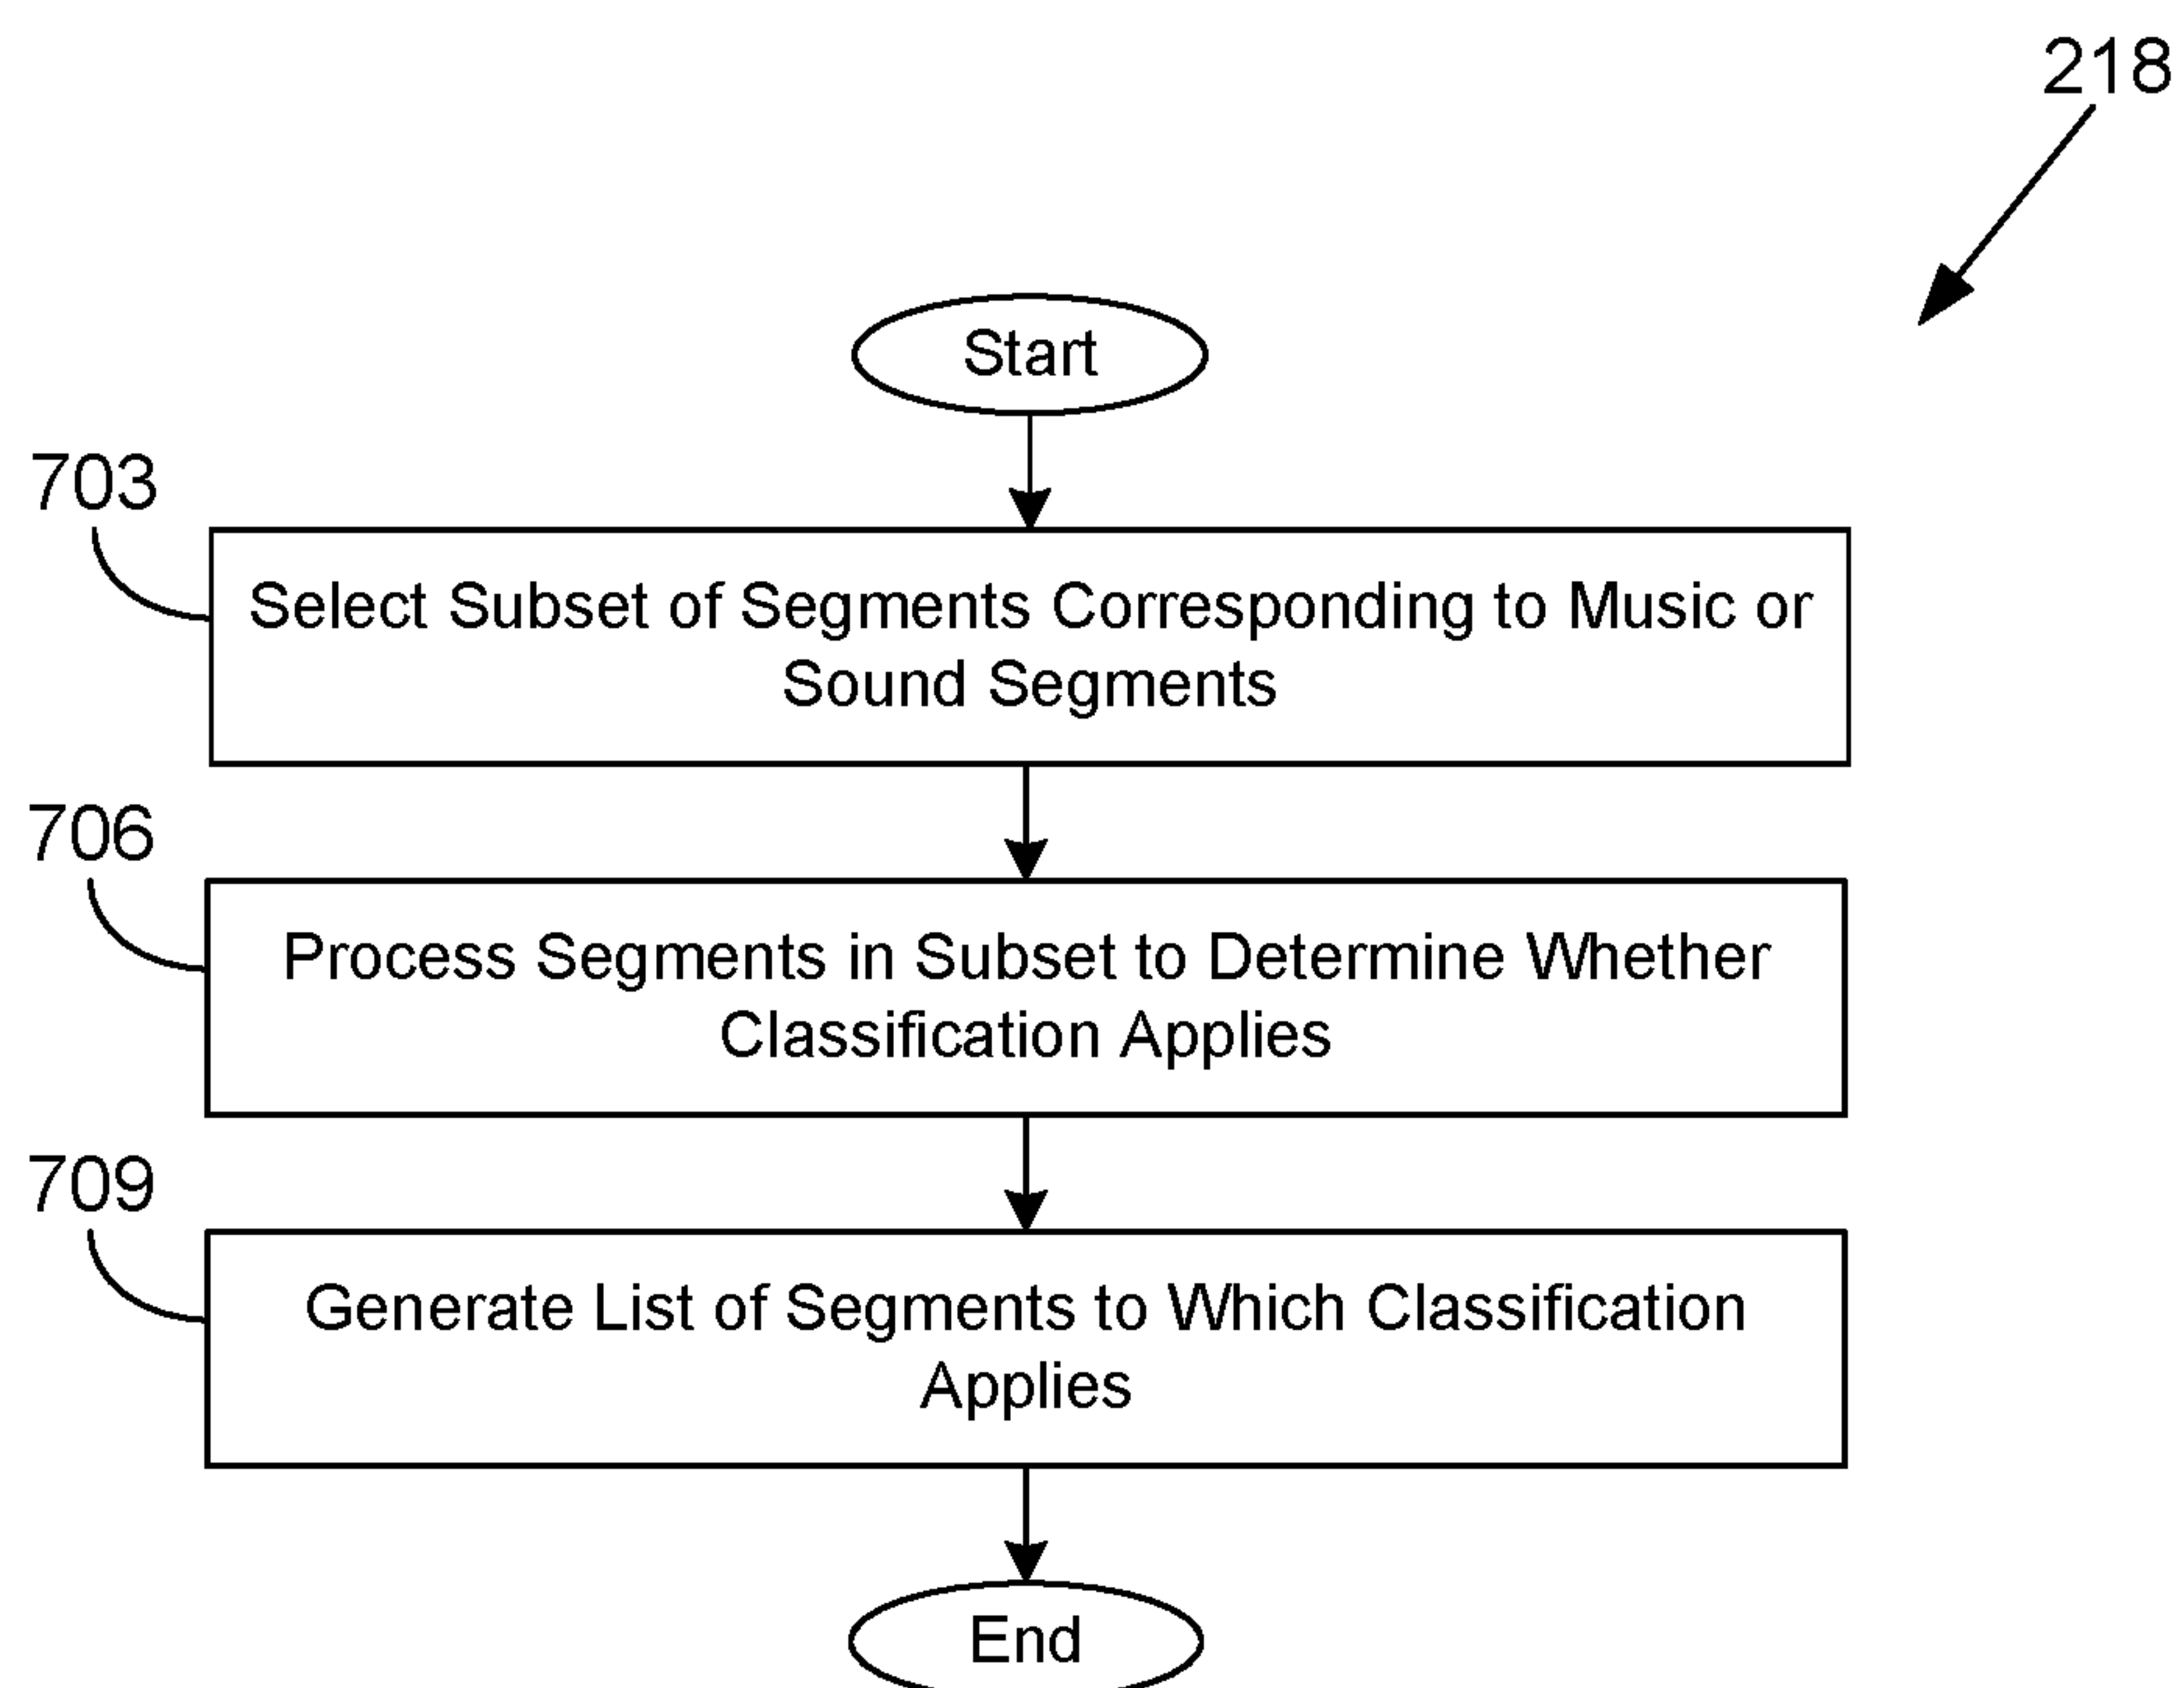 218
Start
703
Select Subset of Segments Corresponding to Music or
Sound Segments
706
Process Segments in Subset to Determine Whether
Classification Applies
709
Generate List of Segments to Which Classification
Applies
End